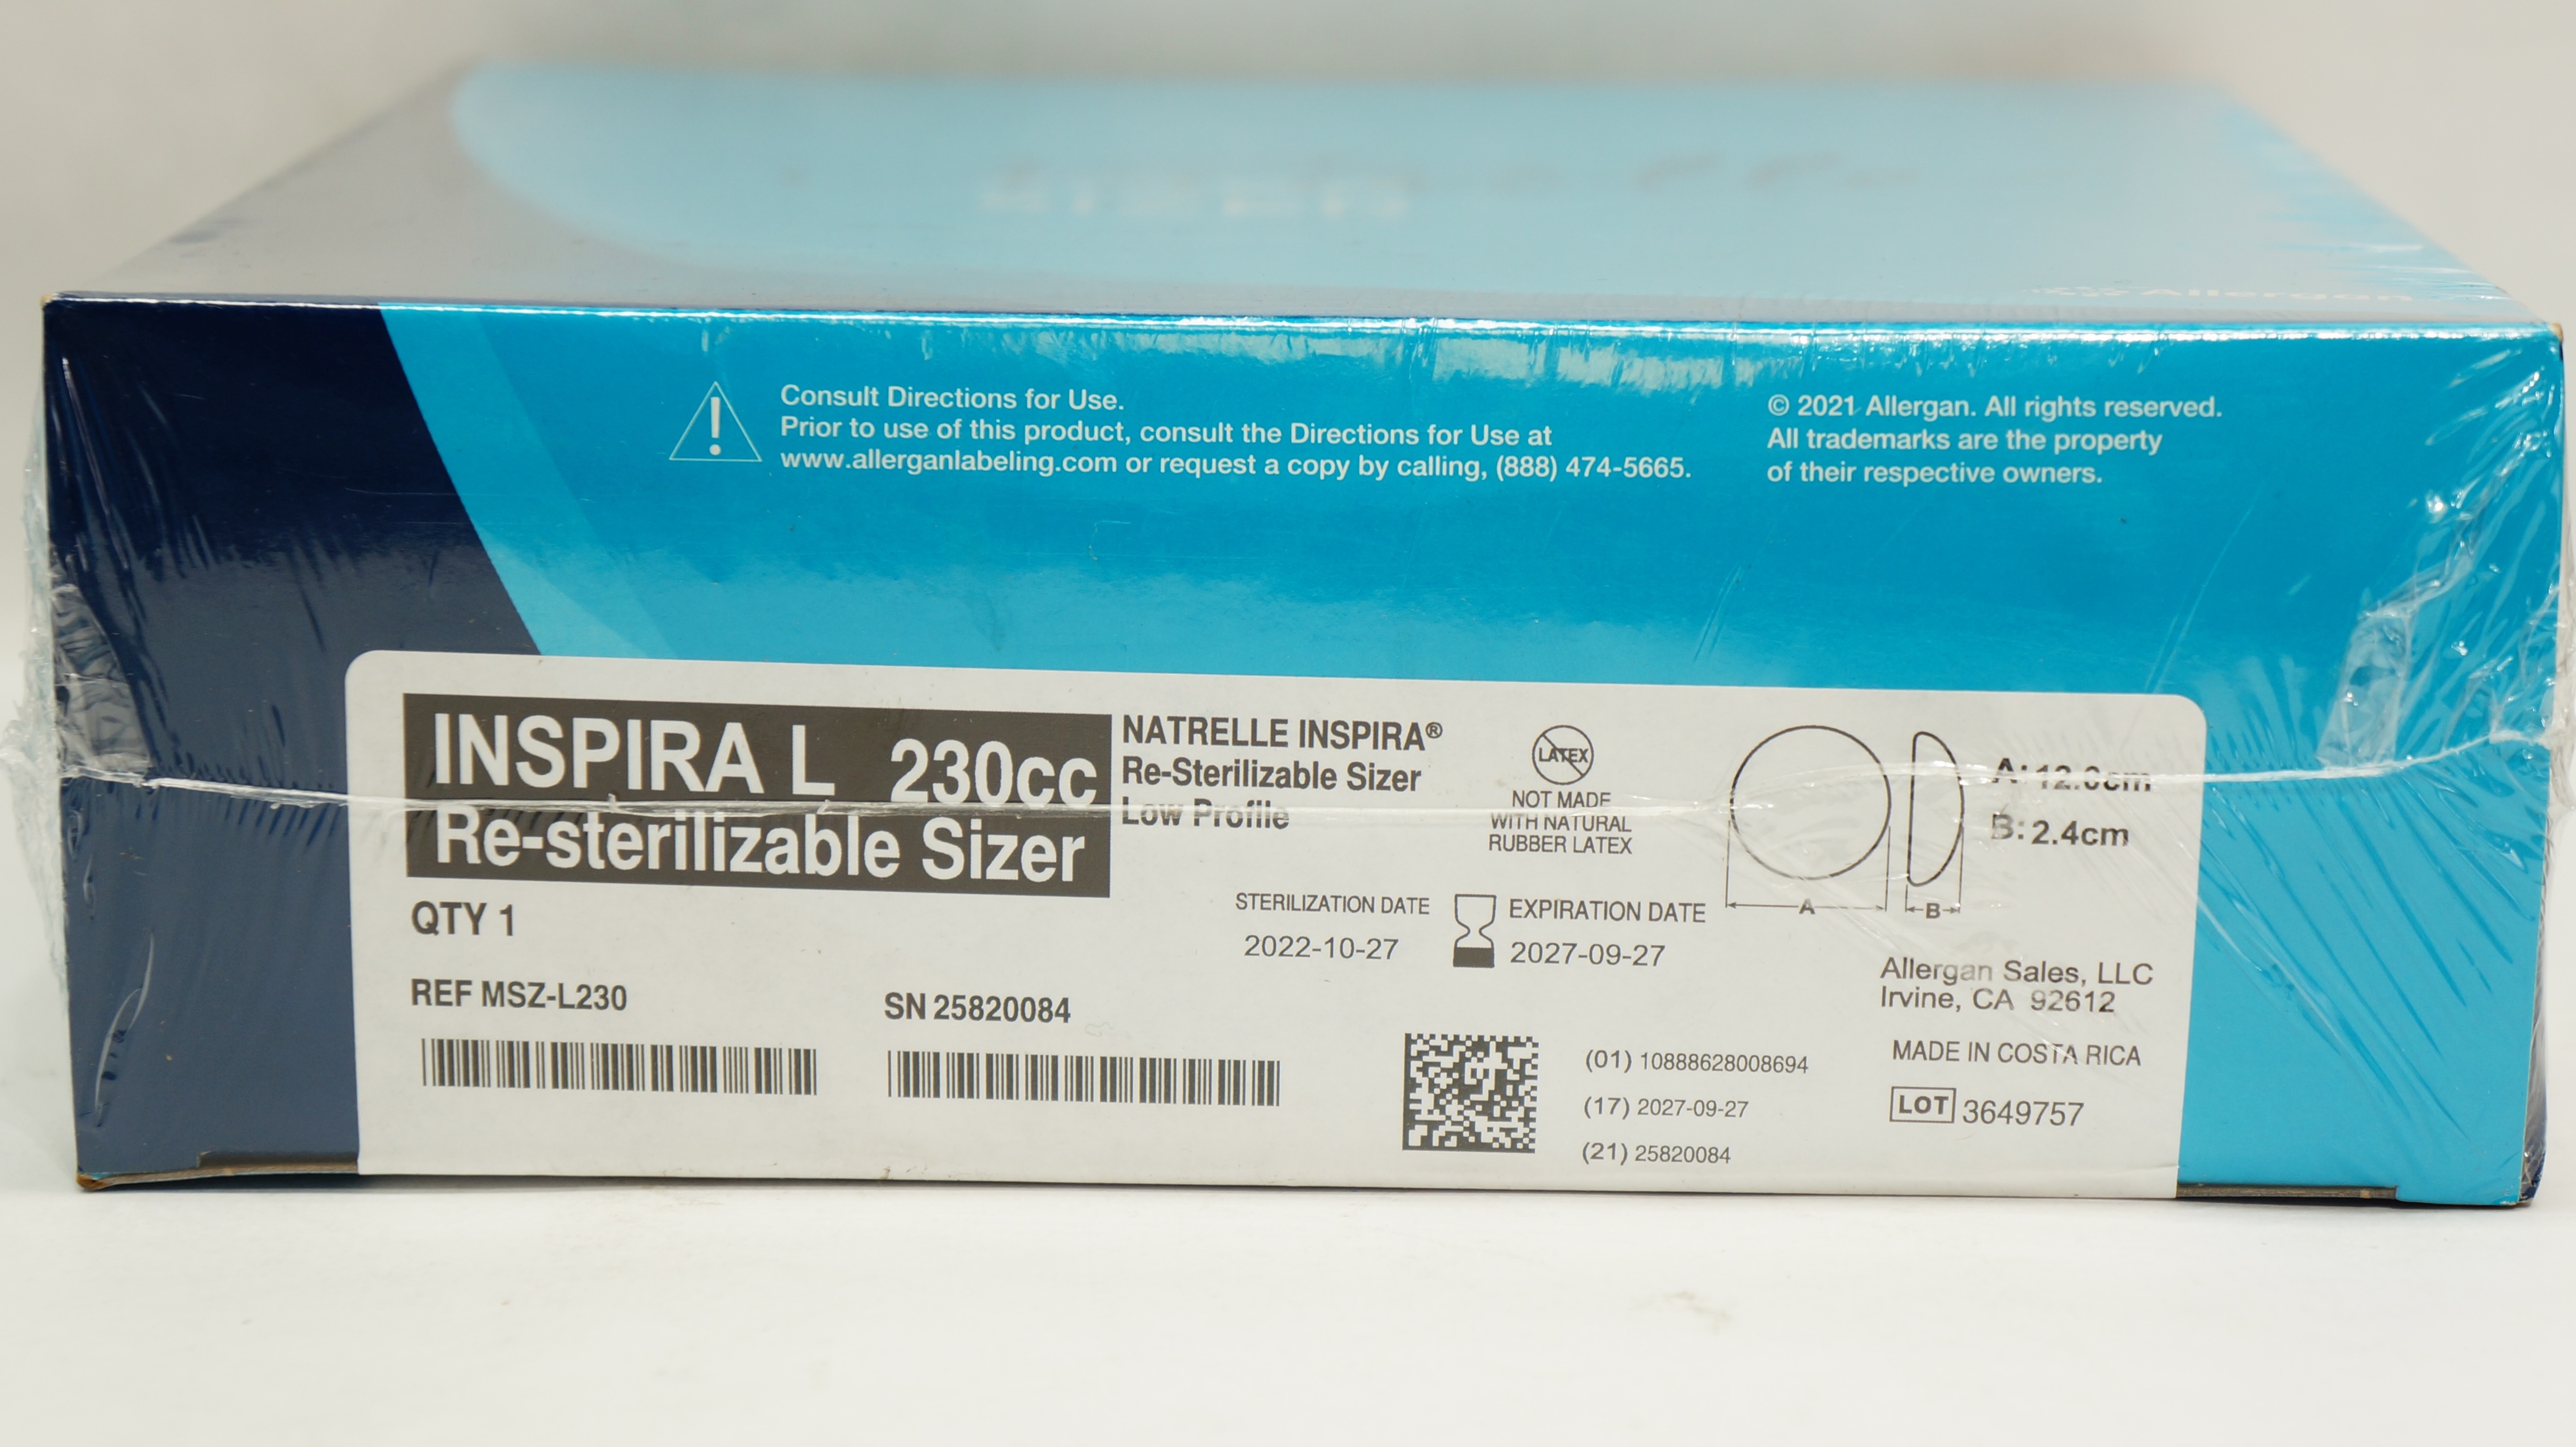 Consult Directions for Use.
Prior to use of this product, consult the Directions for Use at
www.allerganlabeling.com or request a copy by calling, (888) 474-5665.
© 2021 Allergan. All rights reserved.
All trademarks are the property
of their respective owners.
INSPIRA L 230cc
Re-sterilizable Sizer
NATRELLE INSPIRA®
Re-Sterilizable Sizer
Low Profile
LATEX
NOT MADE
WITH NATURAL
RUBBER LATEX
A: 12.0cm
B: 2.4cm
A
B
QTY 1
STERILIZATION DATE
2022-10-27
EXPIRATION DATE
2027-09-27
REF MSZ-L230
SN 25820084
Allergan Sales, LLC
Irvine, CA 92612
MADE IN COSTA RICA
LOT 3649757
(01) 10888628008694
(17) 2027-09-27
(21) 25820084